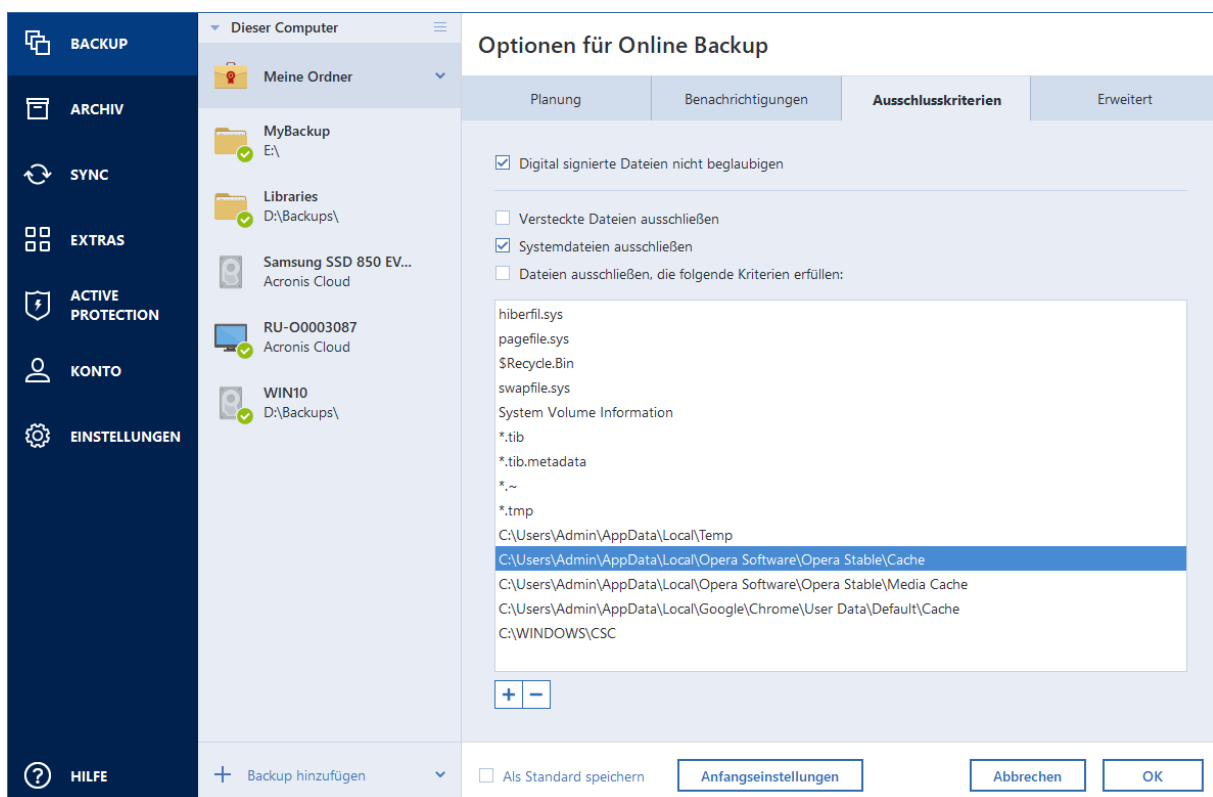 BACKUP
ARCHIV
SYNC
EXTRAS
ACTIVE
PROTECTION
KONTO
EINSTELLUNGEN
HILFE
Dieser Computer
Meine Ordner
MyBackup
E:\
Libraries
D:\Backups\
Samsung SSD 850 EV...
Acronis Cloud
RU-O0003087
Acronis Cloud
WIN10
D:\Backups\
Backup hinzufügen
Optionen für Online Backup
Planung
Benachrichtigungen
Ausschlusskriterien
Erweitert
Digital signierte Dateien nicht beglaubigen
Versteckte Dateien ausschließen
Systemdateien ausschließen
Dateien ausschließen, die folgende Kriterien erfüllen:
hiberfil.sys
pagefile.sys
$Recycle.Bin
swapfile.sys
System Volume Information
*.tib
*.tib.metadata
*.~
*.tmp
C:\Users\Admin\AppData\Local\Temp
C:\Users\Admin\AppData\Local\Opera Software\Opera Stable\Cache
C:\Users\Admin\AppData\Local\Opera Software\Opera Stable\Media Cache
C:\Users\Admin\AppData\Local\Google\Chrome\User Data\Default\Cache
C:\WINDOWS\CSC
Als Standard speichern
Anfangseinstellungen
Abbrechen
OK